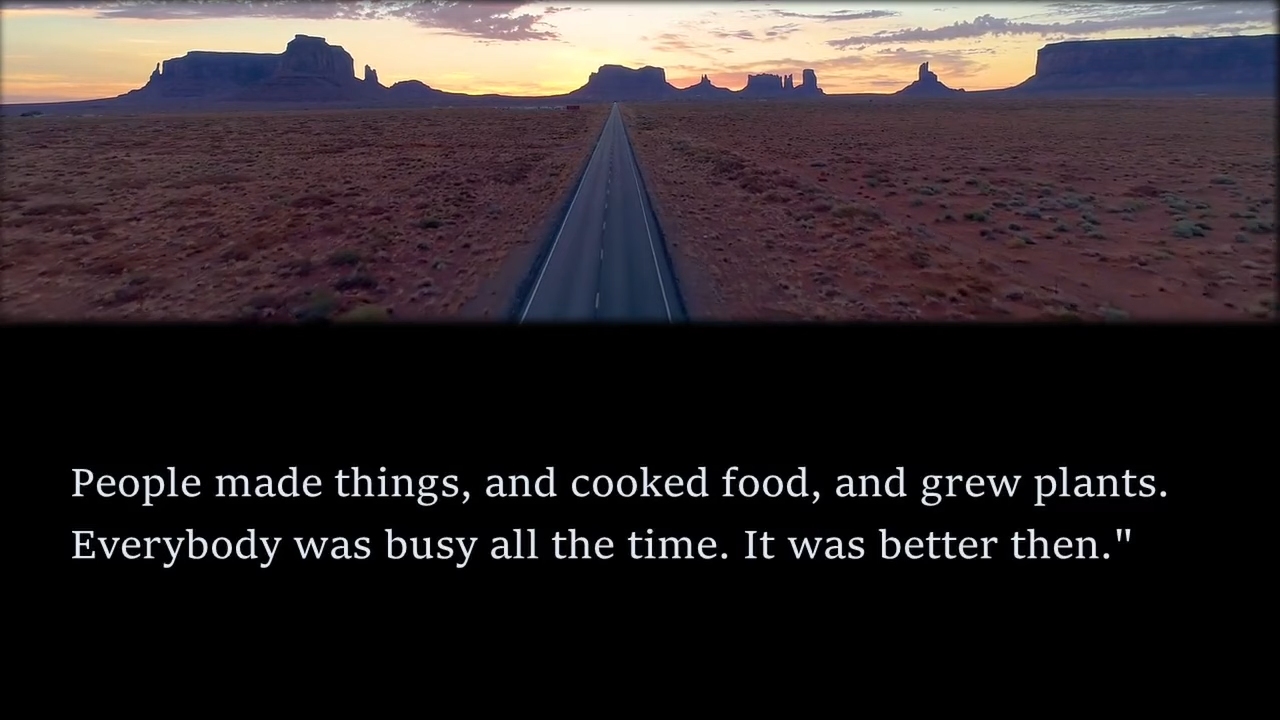 People made things, and cooked food, and grew plants.
Everybody was busy all the time. It was better then."